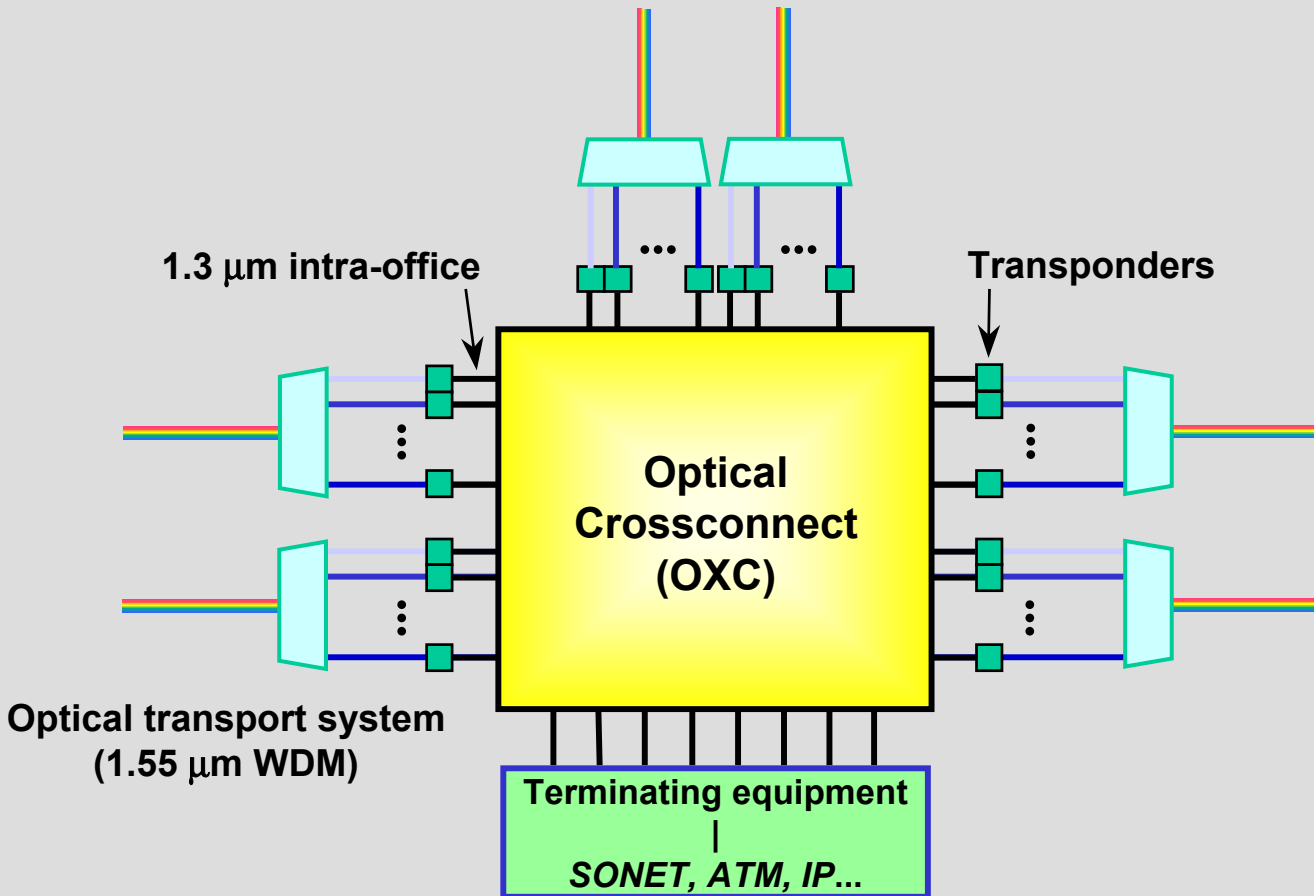 1.3 μm intra-office
Transponders
Optical
Crossconnect
(OXC)
Optical transport system
(1.55 μm WDM)
Terminating equipment
|
SONET, ATM, IP...